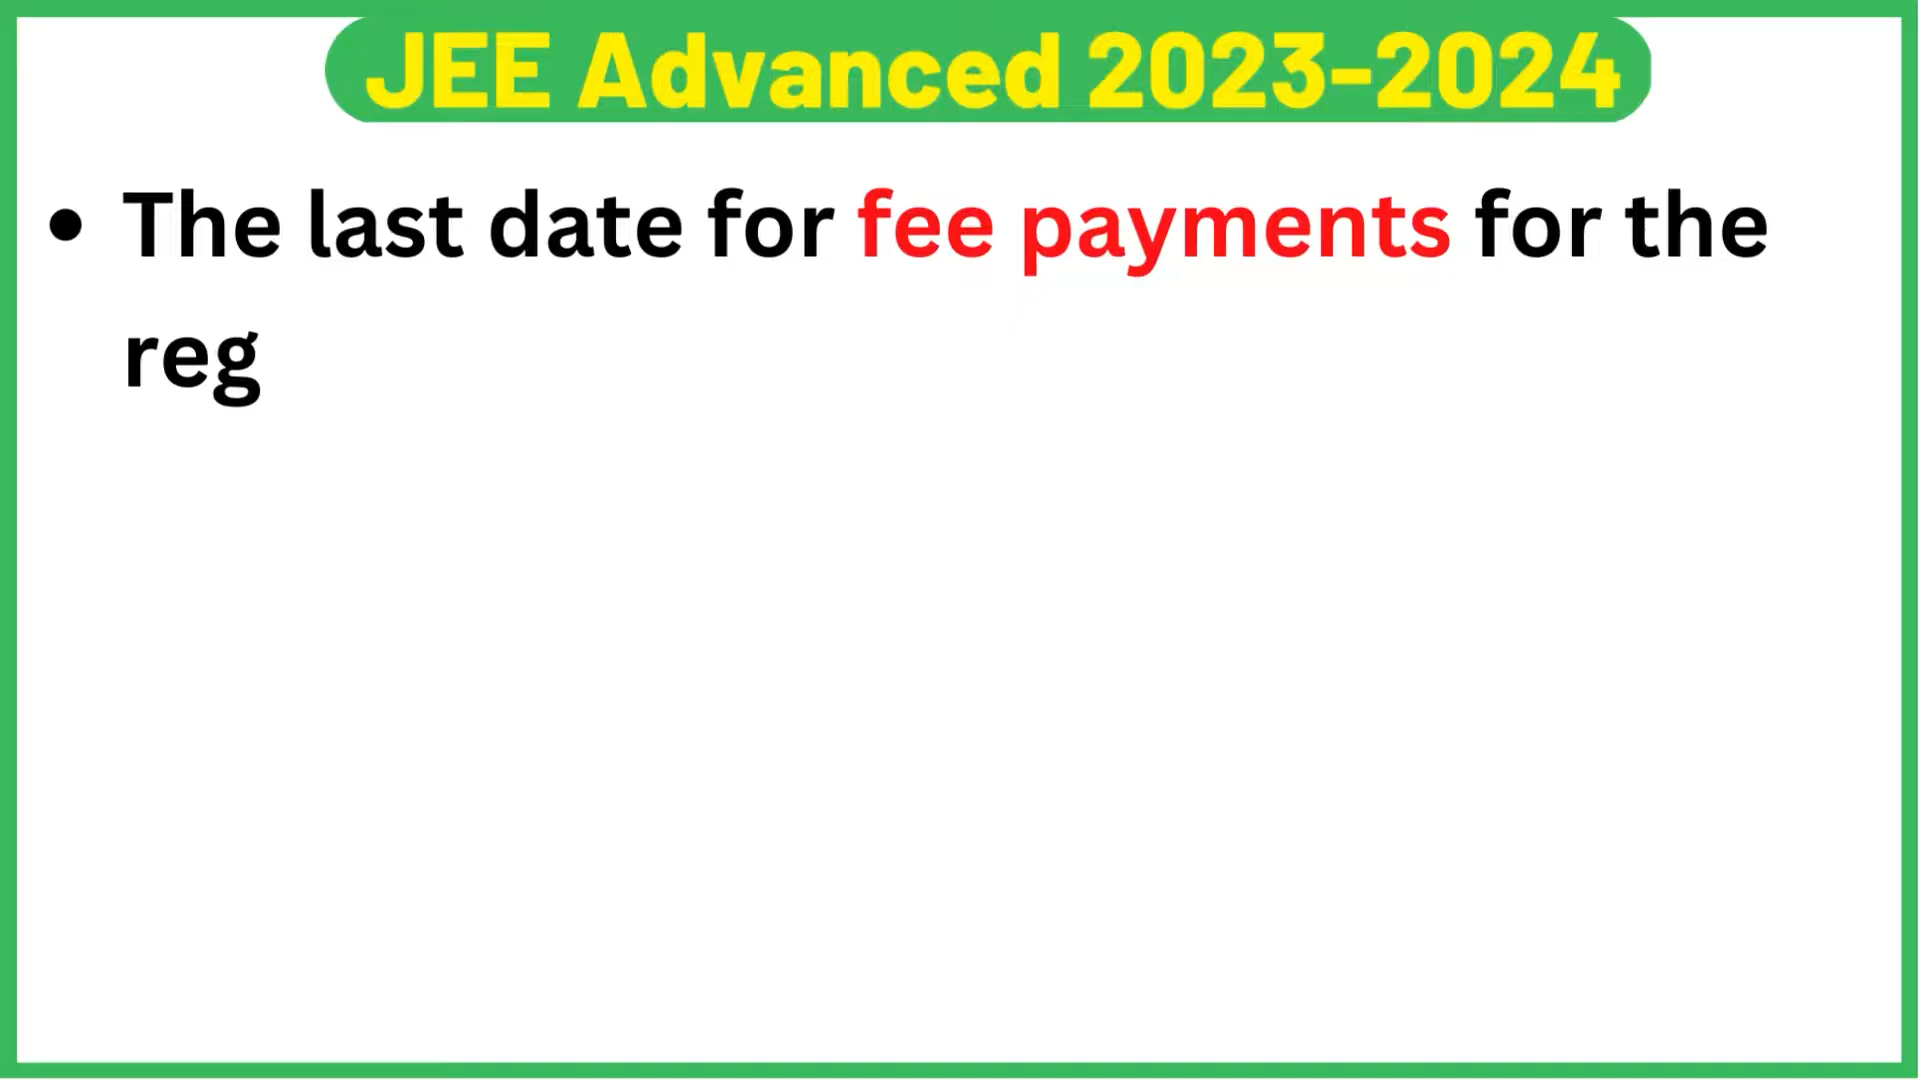 JEE Advanced 2023-2024
• The last date for fee payments for the
reg